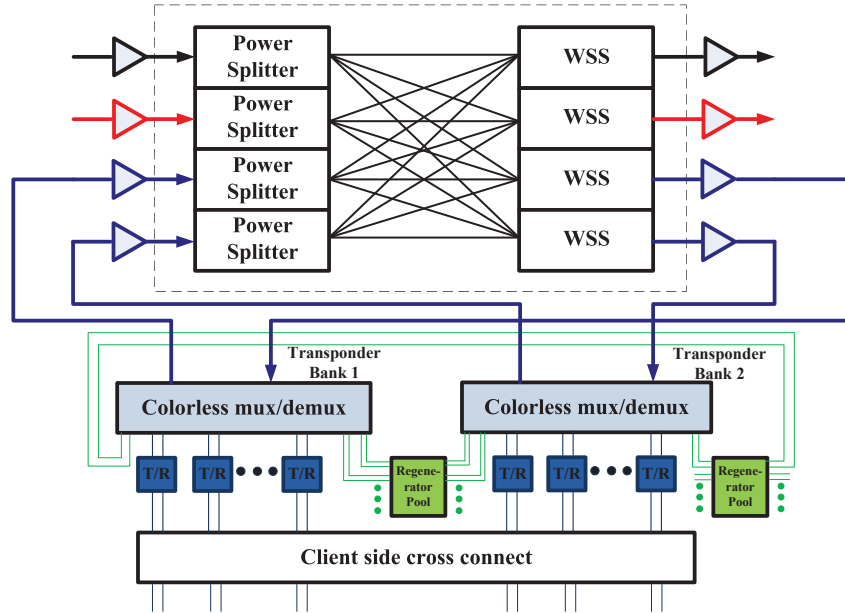 Power
Splitter
WSS
Power
Splitter
WSS
Power
Splitter
WSS
Power
Splitter
WSS
Transponder
Bank 1
Transponder
Bank 2
Colorless mux/demux
Colorless mux/demux
T/R
T/R
T/R
Regene-
rator
Pool
T/R
T/R
T/R
Regene-
rator
Pool
Client side cross connect